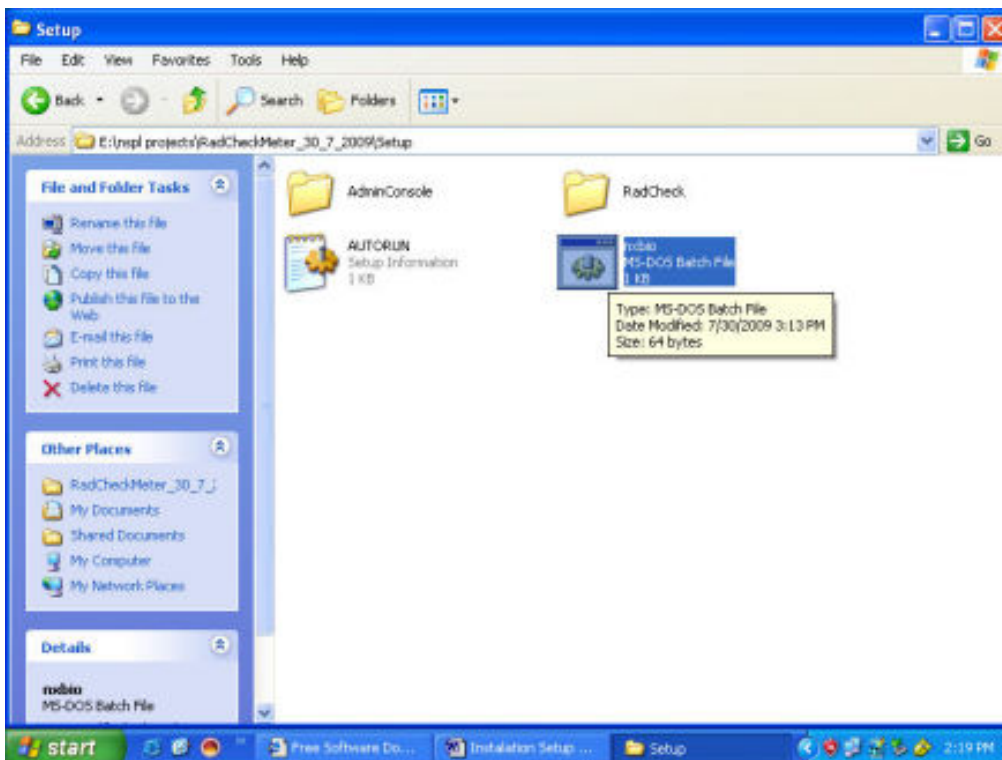 Setup
File Edit View Favorites Tools Help
Back Search Folders
Address E:\nspl projects\RadCheckMeter_30_7_2009\Setup Go
File and Folder Tasks
Rename this file
Move this file
Copy this file
Publish this file to the
Web
E-mail this file
Print this file
Delete this file
Other Places
RadCheckMeter_30_7_2
My Documents
Shared Documents
My Computer
My Network Places
Details
MS-DOS Batch File
AdminConsole
RadCheck
AUTORUN
Setup Information
1 KB
MS-DOS Batch File
1 KB
Type: MS-DOS Batch File
Date Modified: 7/30/2009 3:13 PM
Size: 64 bytes
start
Free Software Do...
Instalation Setup ...
Setup
2:19 PM